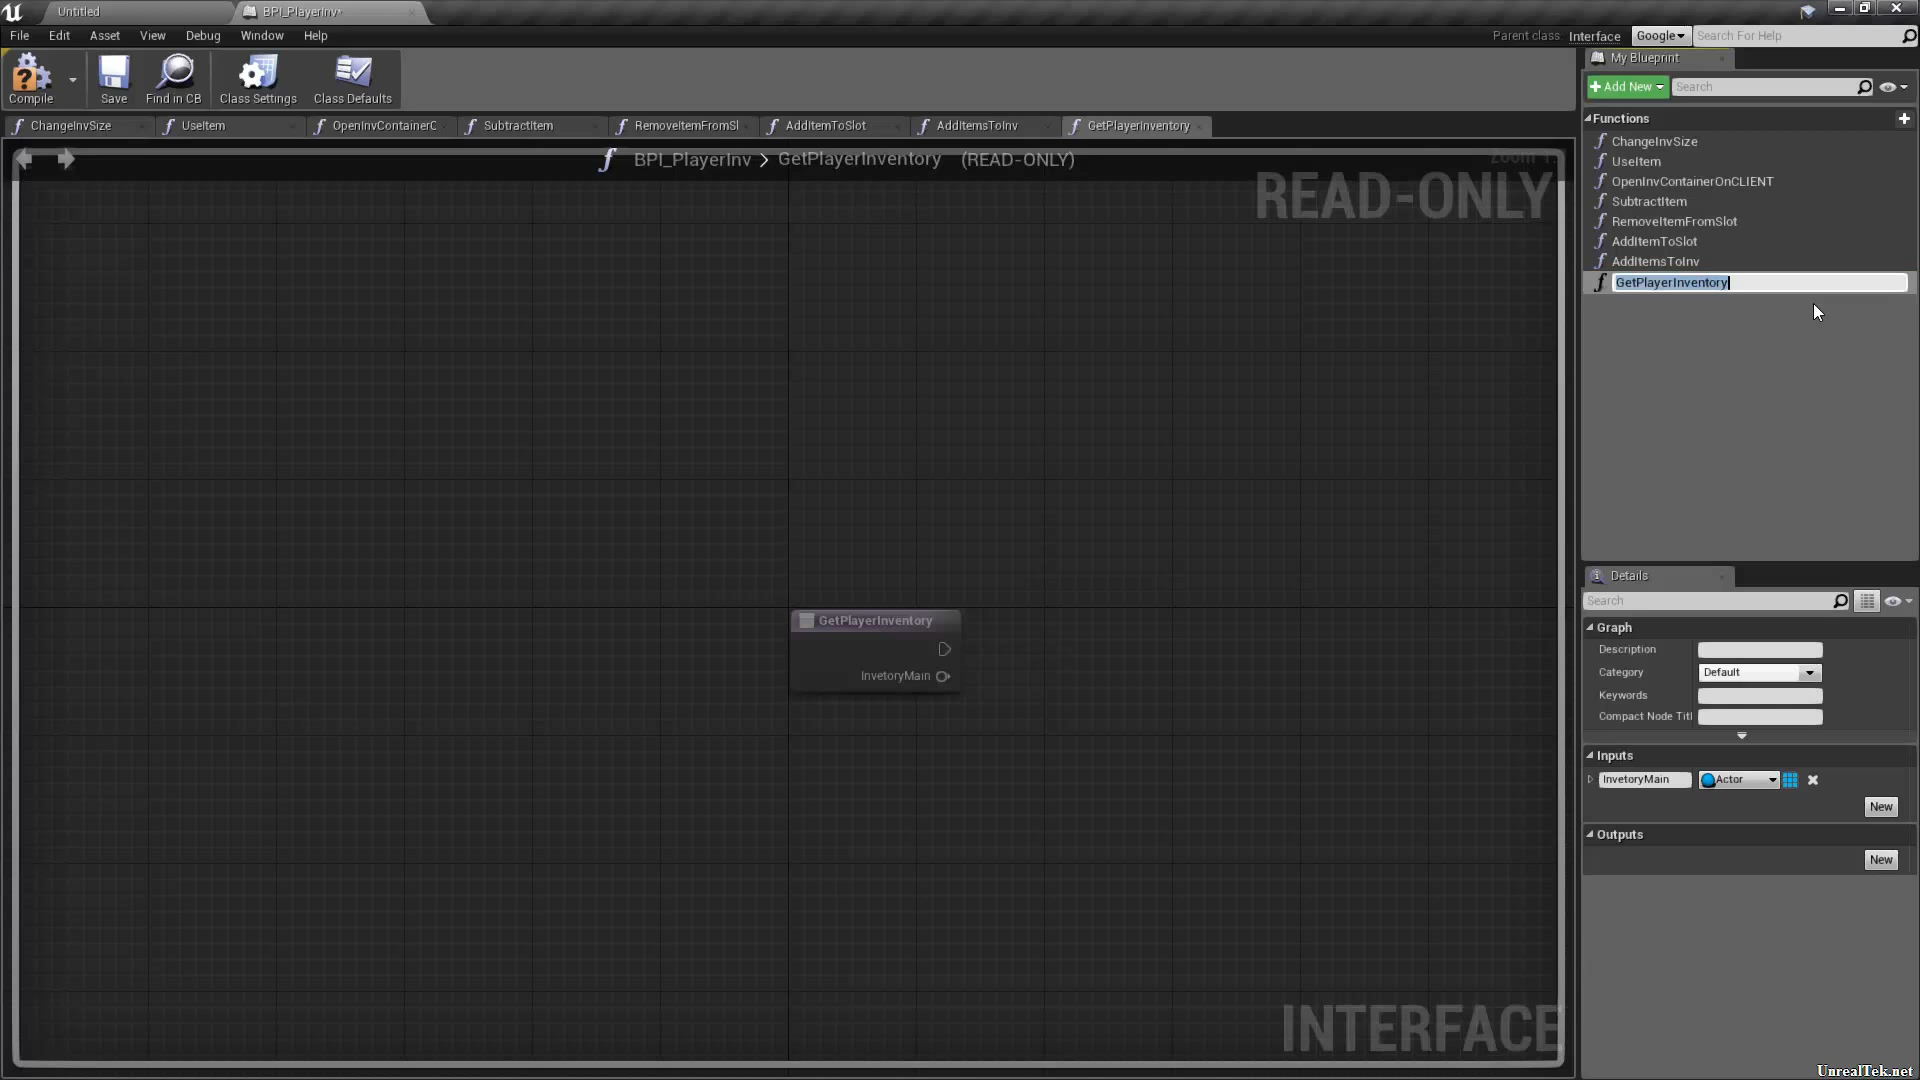 Untitled
BPI_PlayerInv*
File Edit Asset View Debug Window Help
Parent class: Interface Google Search For Help
Compile Save Find in CB Class Settings Class Defaults
ChangeInvSize UseItem OpenInvContainerC SubtractItem RemoveItemFromSl AddItemToSlot AddItemsToInv GetPlayerInventory
BPI_PlayerInv > GetPlayerInventory (READ-ONLY)
READ-ONLY
GetPlayerInventory
InvetoryMain
INTERFACE
My Blueprint
+ Add New Search
Functions
ChangeInvSize
UseItem
OpenInvContainerOnCLIENT
SubtractItem
RemoveItemFromSlot
AddItemToSlot
AddItemsToInv
GetPlayerInventory
Details
Search
Graph
Description
Category Default
Keywords
Compact Node Titl
Inputs
InvetoryMain Actor
New
Outputs
New
UnrealTek.net